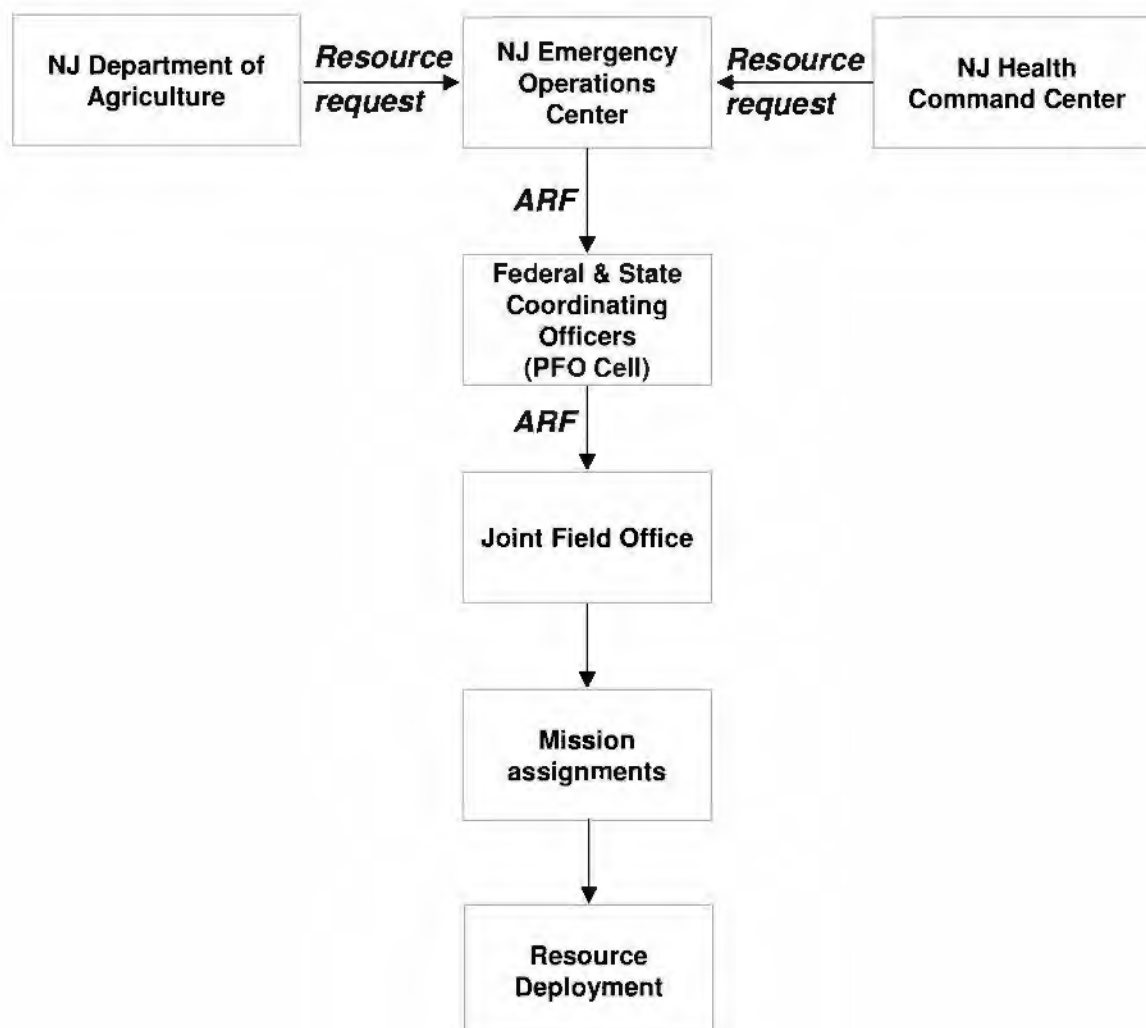 NJ Department of
Agriculture
Resource
request
NJ Emergency
Operations
Center
Resource
request
NJ Health
Command Center
ARF
Federal & State
Coordinating
Officers
(PFO Cell)
ARF
Joint Field Office
Mission
assignments
Resource
Deployment